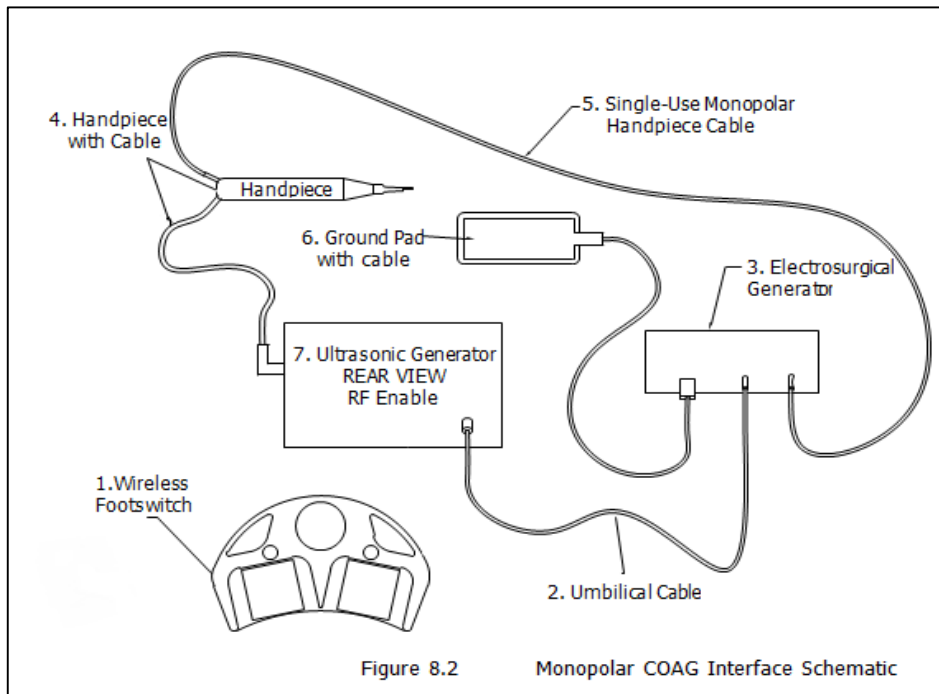 4. Handpiece
with Cable
5. Single-Use Monopolar
Handpiece Cable
Handpiece
6. Ground Pad
with cable
3. Electrosurgical
Generator
7. Ultrasonic Generator
REAR VIEW
RF Enable
1.Wireless
Footswitch
2. Umbilical Cable
Figure 8.2 Monopolar COAG Interface Schematic